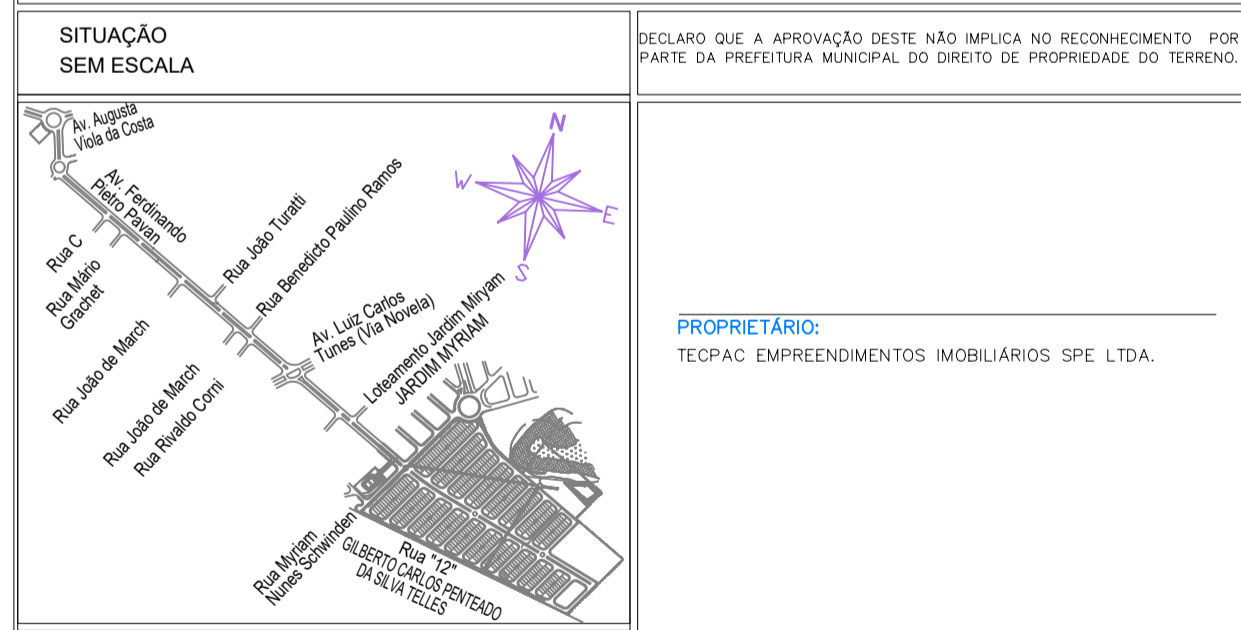 SITUAÇÃO
SEM ESCALA
DECLARO QUE A APROVAÇÃO DESTE NÃO IMPLICA NO RECONHECIMENTO POR
PARTE DA PREFEITURA MUNICIPAL DO DIREITO DE PROPRIEDADE DO TERRENO.
Av. Augusta
Viola da Costa
Av. Ferdinando
Pietro Pavan
Rua C
Rua Mário
Grachet
Rua João Turatti
Rua Benedicto Paulino Ramos
Rua João de March
Rua João de March
Rua Rivaldo Corni
Av. Luiz Carlos
Tunes (Via Novela)
Loteamento Jardim Miryam
JARDIM MYRIAM
Rua Myriam
Nunes Schwinden
Rua "12"
GILBERTO CARLOS PENTEADO
DA SILVA TELLES
N
W
E
S
PROPRIETÁRIO:
TECPAC EMPREENDIMENTOS IMOBILIÁRIOS SPE LTDA.